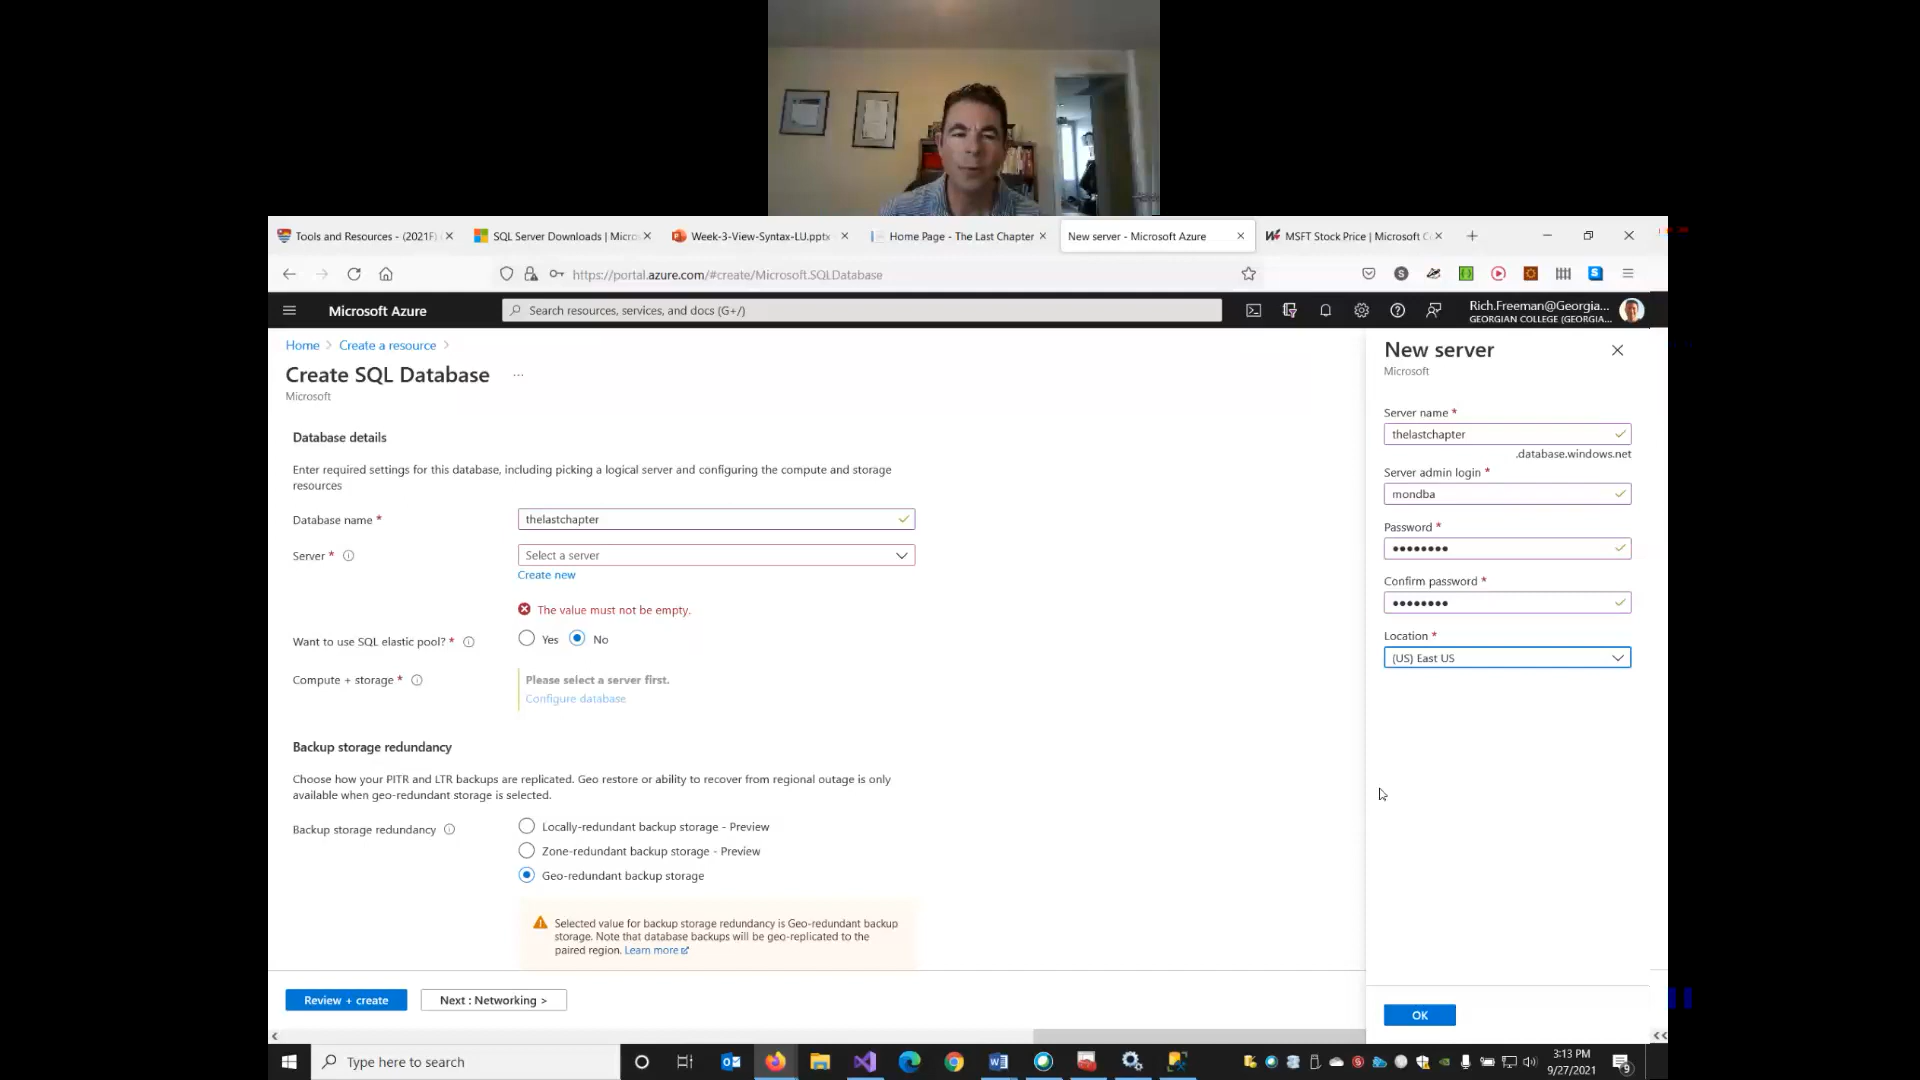 Tools and Resources - (2021F)
SQL Server Downloads | Micro
Week-3-View-Syntax-LU.pptx
Home Page - The Last Chapter
New server - Microsoft Azure
MSFT Stock Price | Microsoft C
https://portal.azure.com/#create/Microsoft.SQLDatabase
Microsoft Azure
Search resources, services, and docs (G+/)
Rich.Freeman@Georgia...
GEORGIAN COLLEGE (GEORGIA...
Home > Create a resource >
Create SQL Database ...
Microsoft
Database details
Enter required settings for this database, including picking a logical server and configuring the compute and storage
resources
Database name *
thelastchapter
Server *
Select a server
Create new
The value must not be empty.
Want to use SQL elastic pool? *
Yes
No
Compute + storage *
Please select a server first.
Configure database
Backup storage redundancy
Choose how your PITR and LTR backups are replicated. Geo restore or ability to recover from regional outage is only
available when geo-redundant storage is selected.
Backup storage redundancy
Locally-redundant backup storage - Preview
Zone-redundant backup storage - Preview
Geo-redundant backup storage
Selected value for backup storage redundancy is Geo-redundant backup
storage. Note that database backups will be geo-replicated to the
paired region. Learn more
Review + create
Next : Networking >
New server
Microsoft
Server name *
thelastchapter
.database.windows.net
Server admin login *
mondba
Password *
••••••••
Confirm password *
••••••••
Location *
(US) East US
OK
Type here to search
3:13 PM
9/27/2021